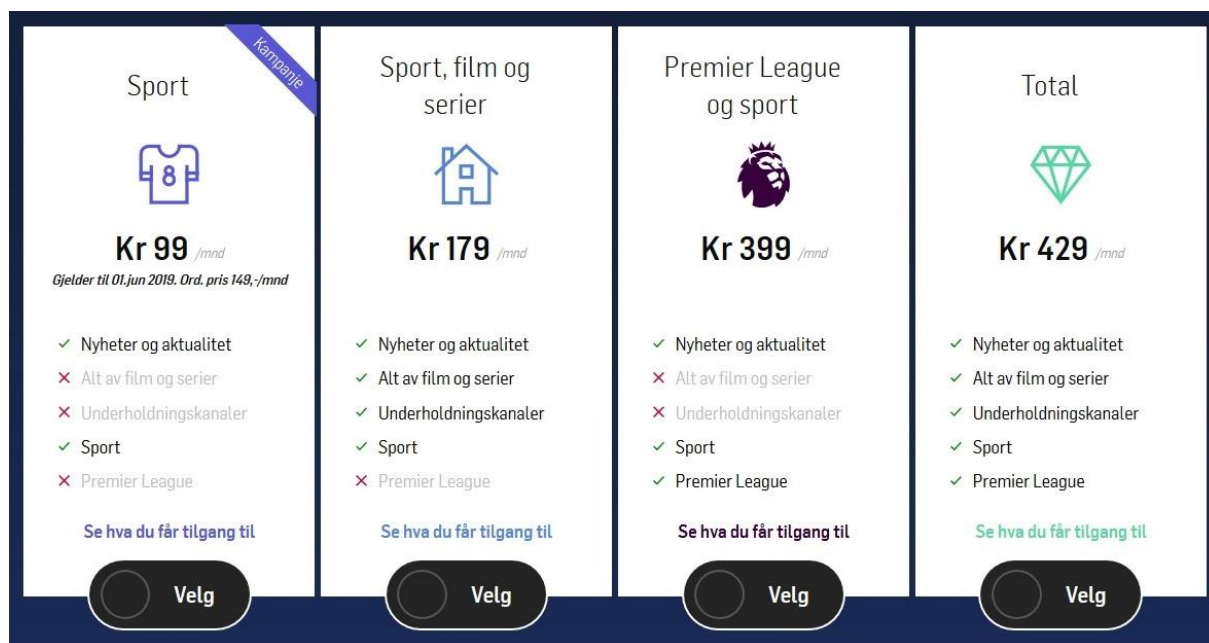 Kampanje
Sport
8
Kr 99 /mnd
Gjelder til 01.jun 2019. Ord. pris 149,-/mnd
Nyheter og aktualitet
Alt av film og serier
Underholdningskanaler
Sport
Premier League
Se hva du får tilgang til
Velg
Sport, film og
serier
Kr 179 /mnd
Nyheter og aktualitet
Alt av film og serier
Underholdningskanaler
Sport
Premier League
Se hva du får tilgang til
Velg
Premier League
og sport
Kr 399 /mnd
Nyheter og aktualitet
Alt av film og serier
Underholdningskanaler
Sport
Premier League
Se hva du får tilgang til
Velg
Total
Kr 429 /mnd
Nyheter og aktualitet
Alt av film og serier
Underholdningskanaler
Sport
Premier League
Se hva du får tilgang til
Velg